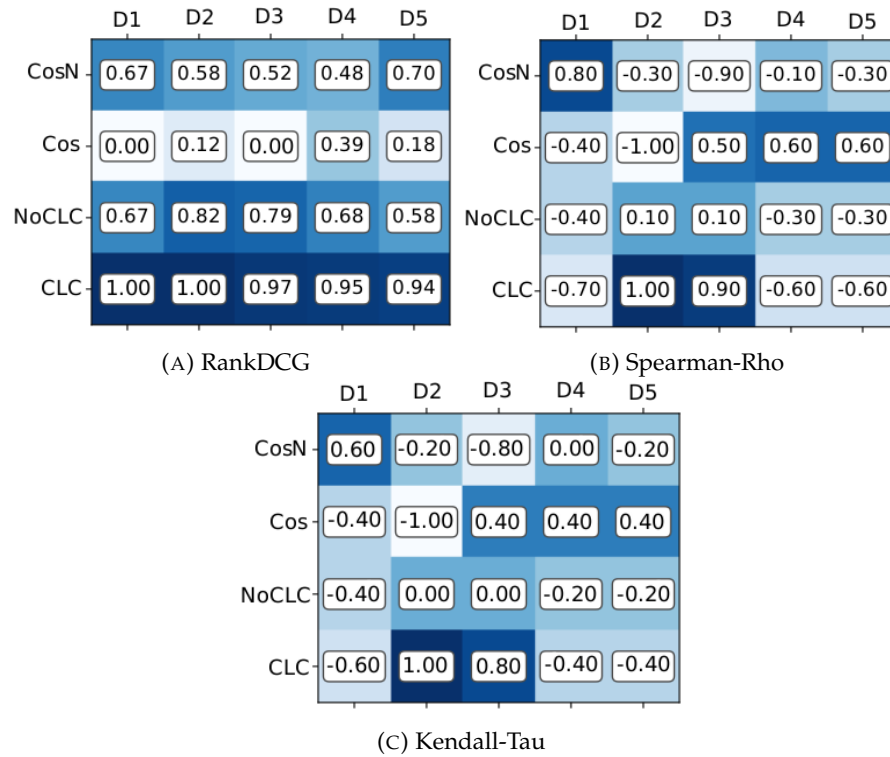 D1 D2 D3 D4 D5
CosN 0.67 0.58 0.52 0.48 0.70
Cos 0.00 0.12 0.00 0.39 0.18
NoCLC 0.67 0.82 0.79 0.68 0.58
CLC 1.00 1.00 0.97 0.95 0.94
(A) RankDCG
D1 D2 D3 D4 D5
CosN 0.80 -0.30 -0.90 -0.10 -0.30
Cos -0.40 -1.00 0.50 0.60 0.60
NoCLC -0.40 0.10 0.10 -0.30 -0.30
CLC -0.70 1.00 0.90 -0.60 -0.60
(B) Spearman-Rho
D1 D2 D3 D4 D5
CosN 0.60 -0.20 -0.80 0.00 -0.20
Cos -0.40 -1.00 0.40 0.40 0.40
NoCLC -0.40 0.00 0.00 -0.20 -0.20
CLC -0.60 1.00 0.80 -0.40 -0.40
(C) Kendall-Tau